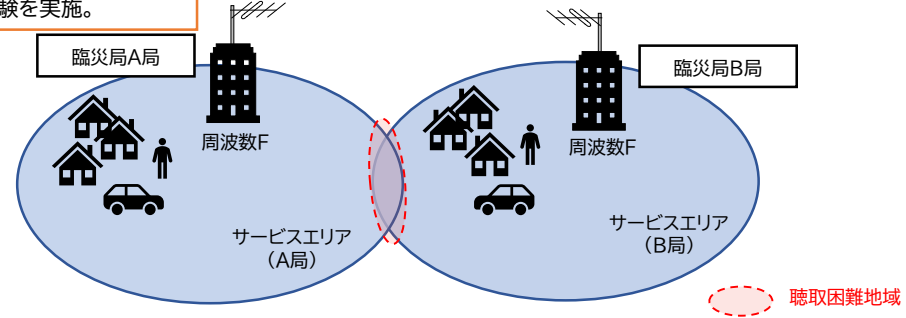 験を実施。
臨災局A局
臨災局B局
周波数F
周波数F
サービスエリア
（A局）
サービスエリア
（B局）
聴取困難地域